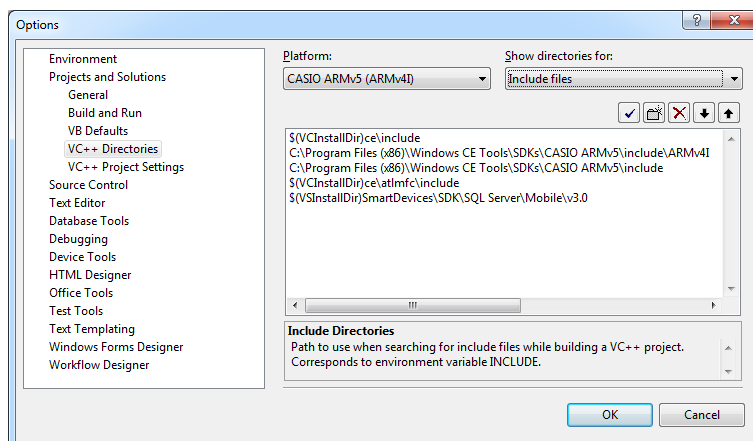 Options
Environment
Projects and Solutions
General
Build and Run
VB Defaults
VC++ Directories
VC++ Project Settings
Source Control
Text Editor
Database Tools
Debugging
Device Tools
HTML Designer
Office Tools
Test Tools
Text Templating
Windows Forms Designer
Workflow Designer
Platform:
CASIO ARMv5 (ARMv4I)
Show directories for:
Include files
$(VCInstallDir)ce\include
C:\Program Files (x86)\Windows CE Tools\SDKs\CASIO ARMv5\include\ARMv4I
C:\Program Files (x86)\Windows CE Tools\SDKs\CASIO ARMv5\include
$(VCInstallDir)ce\atlmfc\include
$(VSInstallDir)SmartDevices\SDK\SQL Server\Mobile\v3.0
Include Directories
Path to use when searching for include files while building a VC++ project.
Corresponds to environment variable INCLUDE.
OK
Cancel